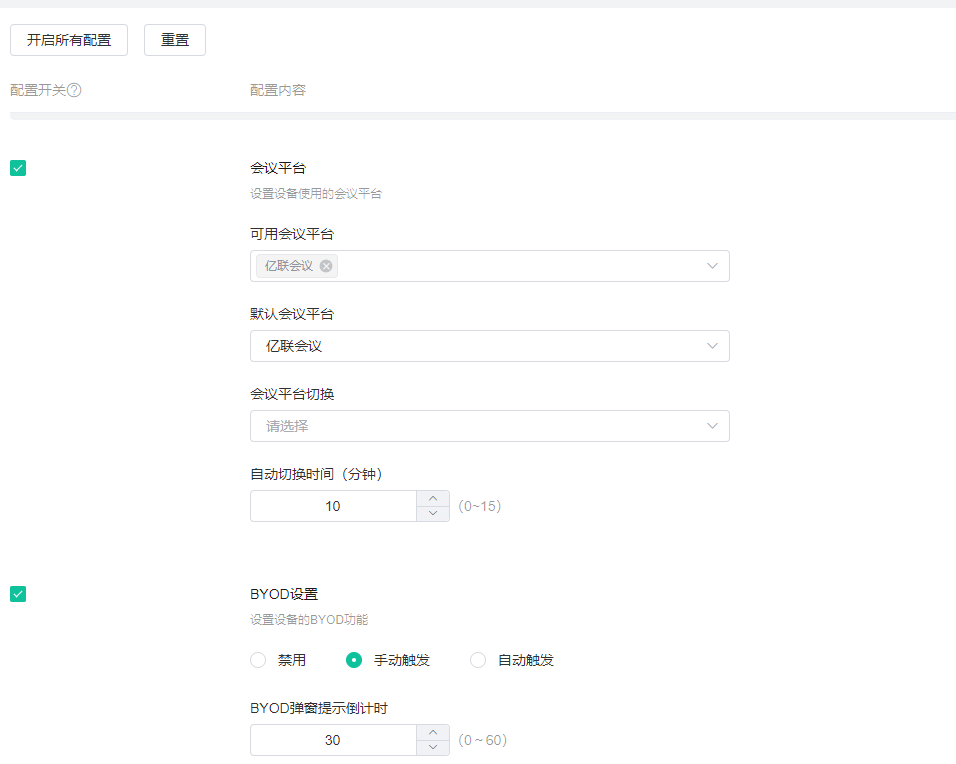 开启所有配置 重置
配置开关 配置内容
会议平台
设置设备使用的会议平台
可用会议平台
亿联会议
默认会议平台
亿联会议
会议平台切换
请选择
自动切换时间（分钟）
10 (0~15)
BYOD设置
设置设备的BYOD功能
禁用 手动触发 自动触发
BYOD弹窗提示倒计时
30 (0～60)